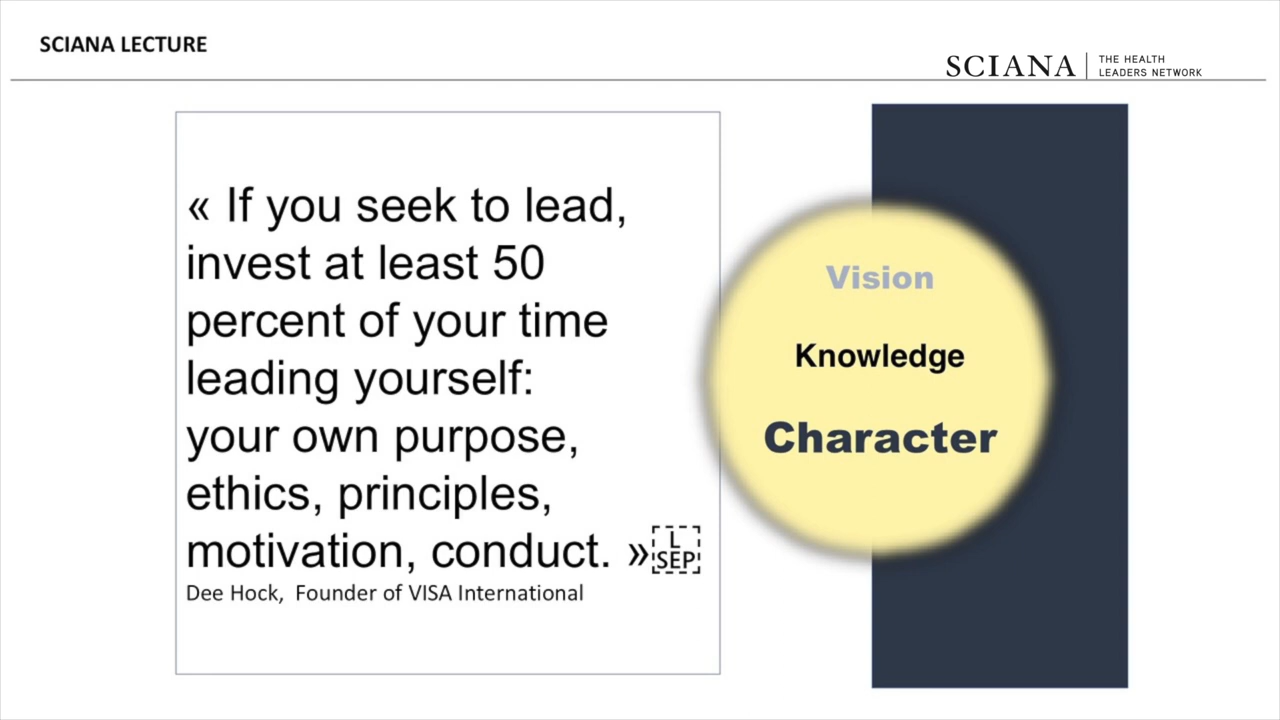 SCIANA LECTURE
SCIANA
THE HEALTH
LEADERS NETWORK
« If you seek to lead,
invest at least 50
percent of your time
leading yourself:
your own purpose,
ethics, principles,
motivation, conduct. »
L
SEP
Dee Hock, Founder of VISA International
Vision
Knowledge
Character